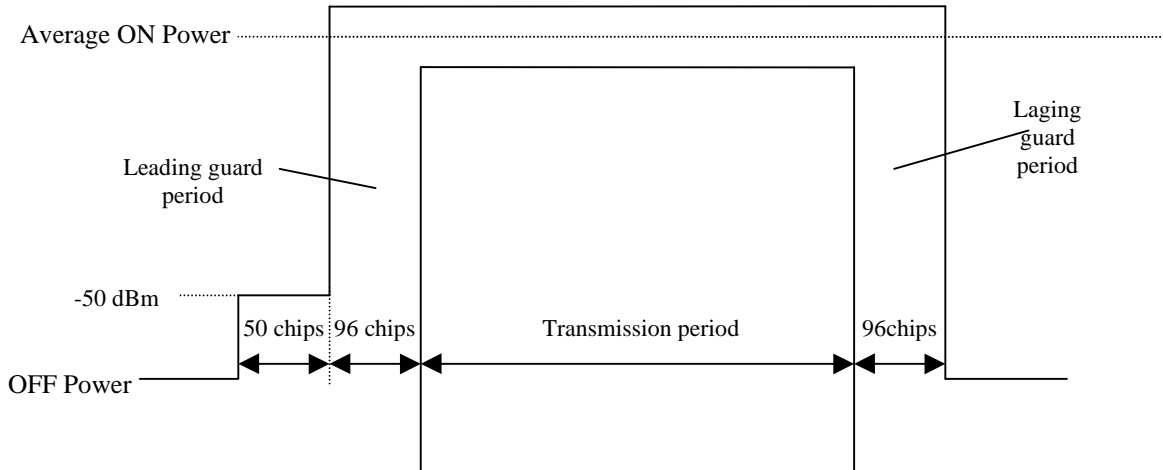 Average ON Power
Laging
guard
period
Leading guard
period
-50 dBm
50 chips
96 chips
Transmission period
96chips
OFF Power